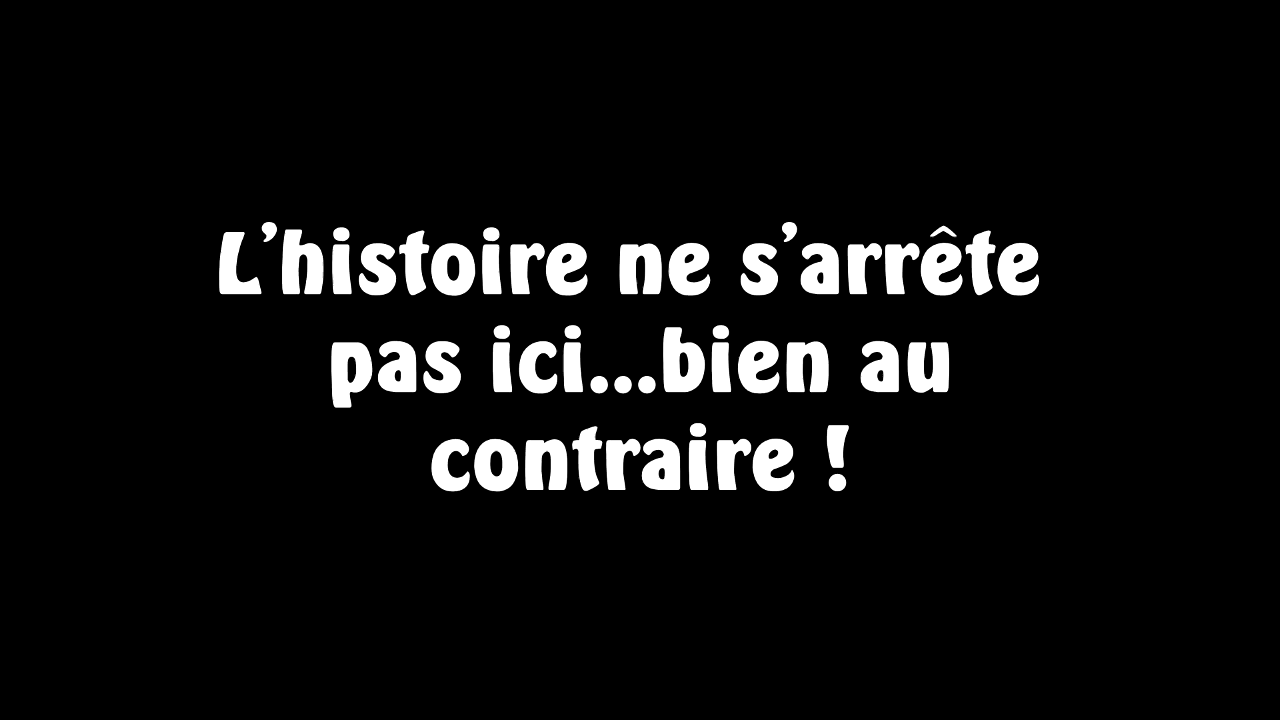 L’histoire ne s’arrête
pas ici...bien au
contraire !